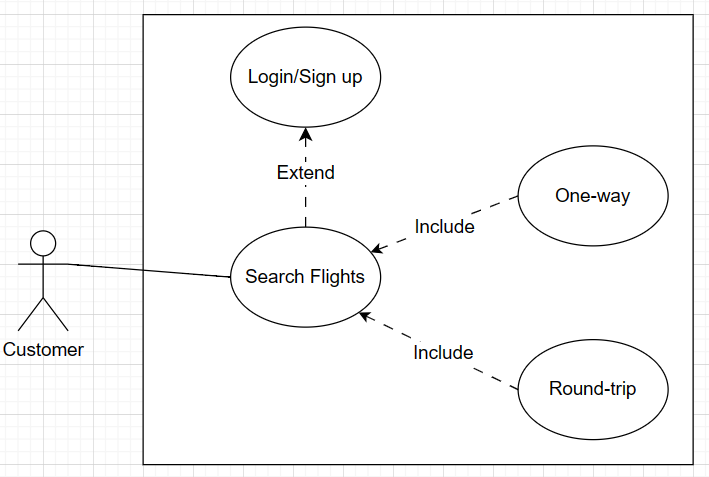 Login/Sign up
Extend
One-way
Include
Search Flights
Customer
Include
Round-trip